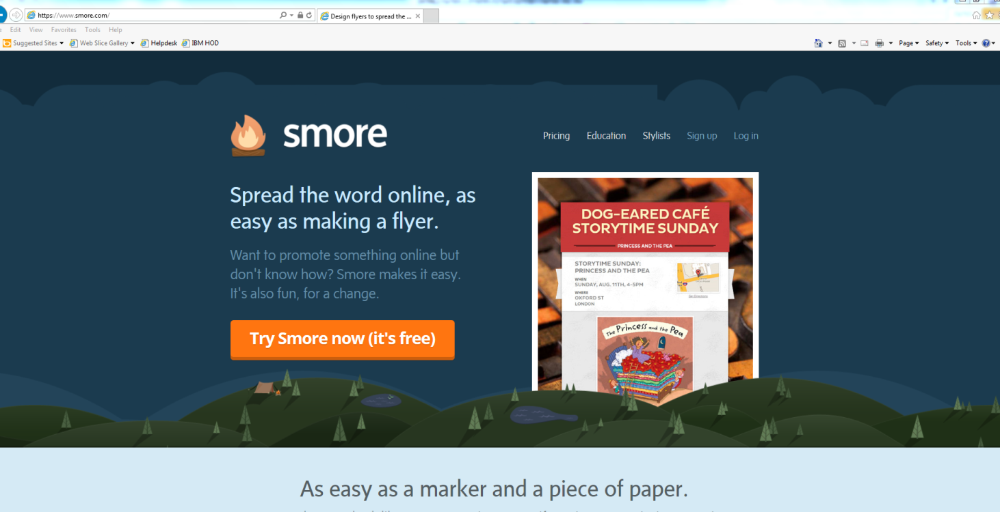 https://www.smore.com/
Design flyers to spread the ...
Edit View Favorites Tools Help
Suggested Sites Web Slice Gallery Helpdesk IBM HOD
Page Safety Tools
smore
Pricing Education Stylists Sign up Log in
Spread the word online, as
easy as making a flyer.
Want to promote something online but
don't know how? Smore makes it easy.
It's also fun, for a change.
Try Smore now (it's free)
DOG-EARED CAFÉ
STORYTIME SUNDAY
PRINCESS AND THE PEA
STORYTIME SUNDAY:
PRINCESS AND THE PEA
WHEN
SUNDAY, AUG. 11TH, 4-5PM
WHERE
OXFORD ST
LONDON
Get Directions
The Princess and the Pea
As easy as a marker and a piece of paper.